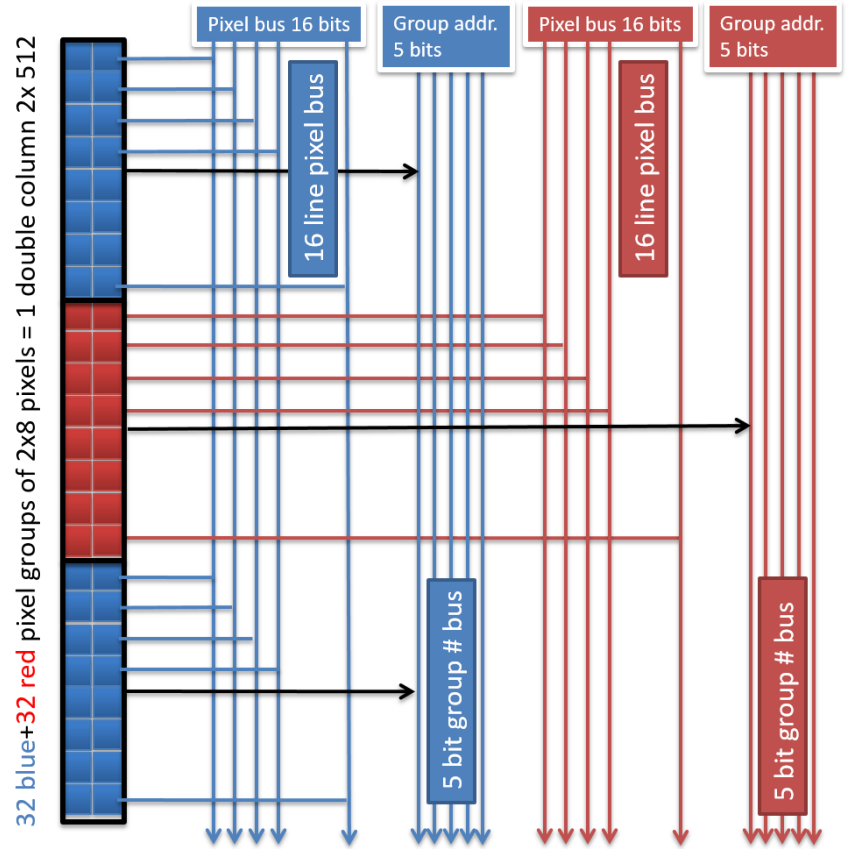 Pixel bus 16 bits
Group addr.
5 bits
Pixel bus 16 bits
Group addr.
5 bits
32 blue+32 red pixel groups of 2x8 pixels = 1 double column 2x 512
16 line pixel bus
16 line pixel bus
5 bit group # bus
5 bit group # bus